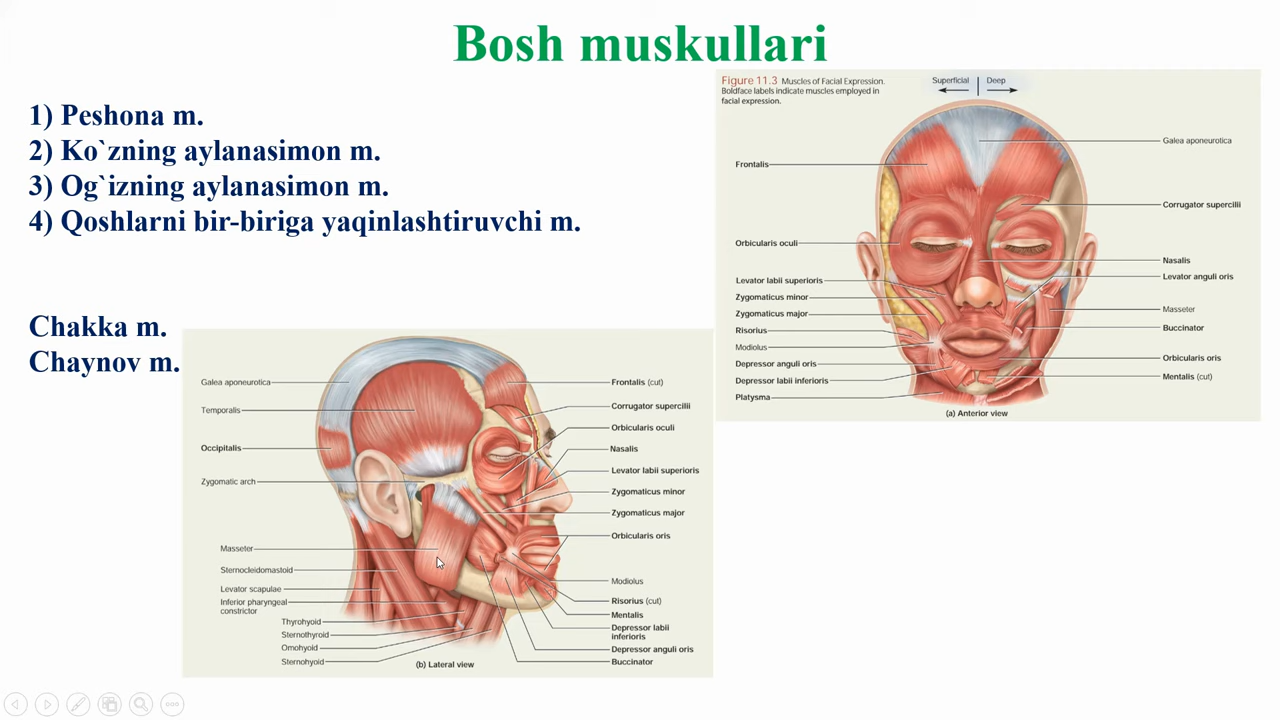 Bosh muskullari
1) Peshona m.
2) Ko`zning aylanasimon m.
3) Og`izning aylanasimon m.
4) Qoshlarni bir-biriga yaqinlashtiruvchi m.
Chakka m.
Chaynov m.
Figure 11.3 Muscles of Facial Expression.
Boldface labels indicate muscles employed in
facial expression.
Superficial
Deep
Frontalis
Orbicularis oculi
Levator labii superioris
Zygomaticus minor
Zygomaticus major
Risorius
Modiolus
Depressor anguli oris
Depressor labii inferioris
Platysma
Galea aponeurotica
Corrugator supercilii
Nasalis
Levator anguli oris
Masseter
Buccinator
Orbicularis oris
Mentalis (cut)
(a) Anterior view
Galea aponeurotica
Temporalis
Occipitalis
Zygomatic arch
Masseter
Sternocleidomastoid
Levator scapulae
Inferior pharyngeal
constrictor
Thyrohyoid
Sternothyroid
Omohyoid
Sternohyoid
Frontalis (cut)
Corrugator supercilii
Orbicularis oculi
Nasalis
Levator labii superioris
Zygomaticus minor
Zygomaticus major
Orbicularis oris
Modiolus
Risorius (cut)
Mentalis
Depressor labii
inferioris
Depressor anguli oris
Buccinator
(b) Lateral view